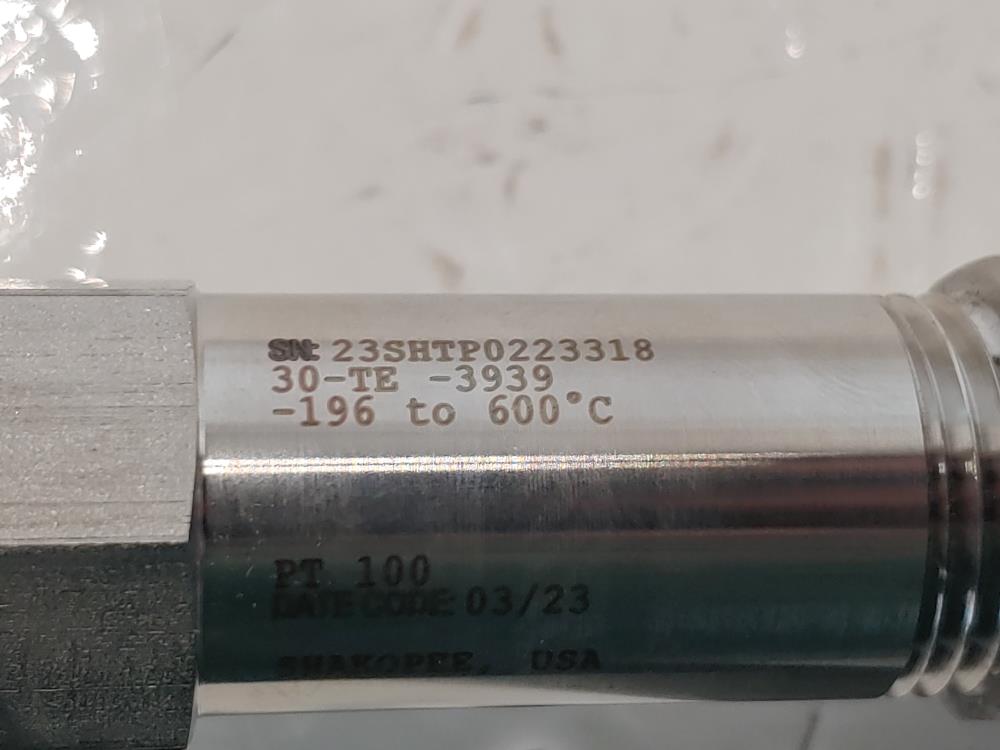 SN: 23SHTP0223318
30-TE -3939
-196 to 600°C
PT 100
DATE CODE: 03/23
SHAKOPEE, USA